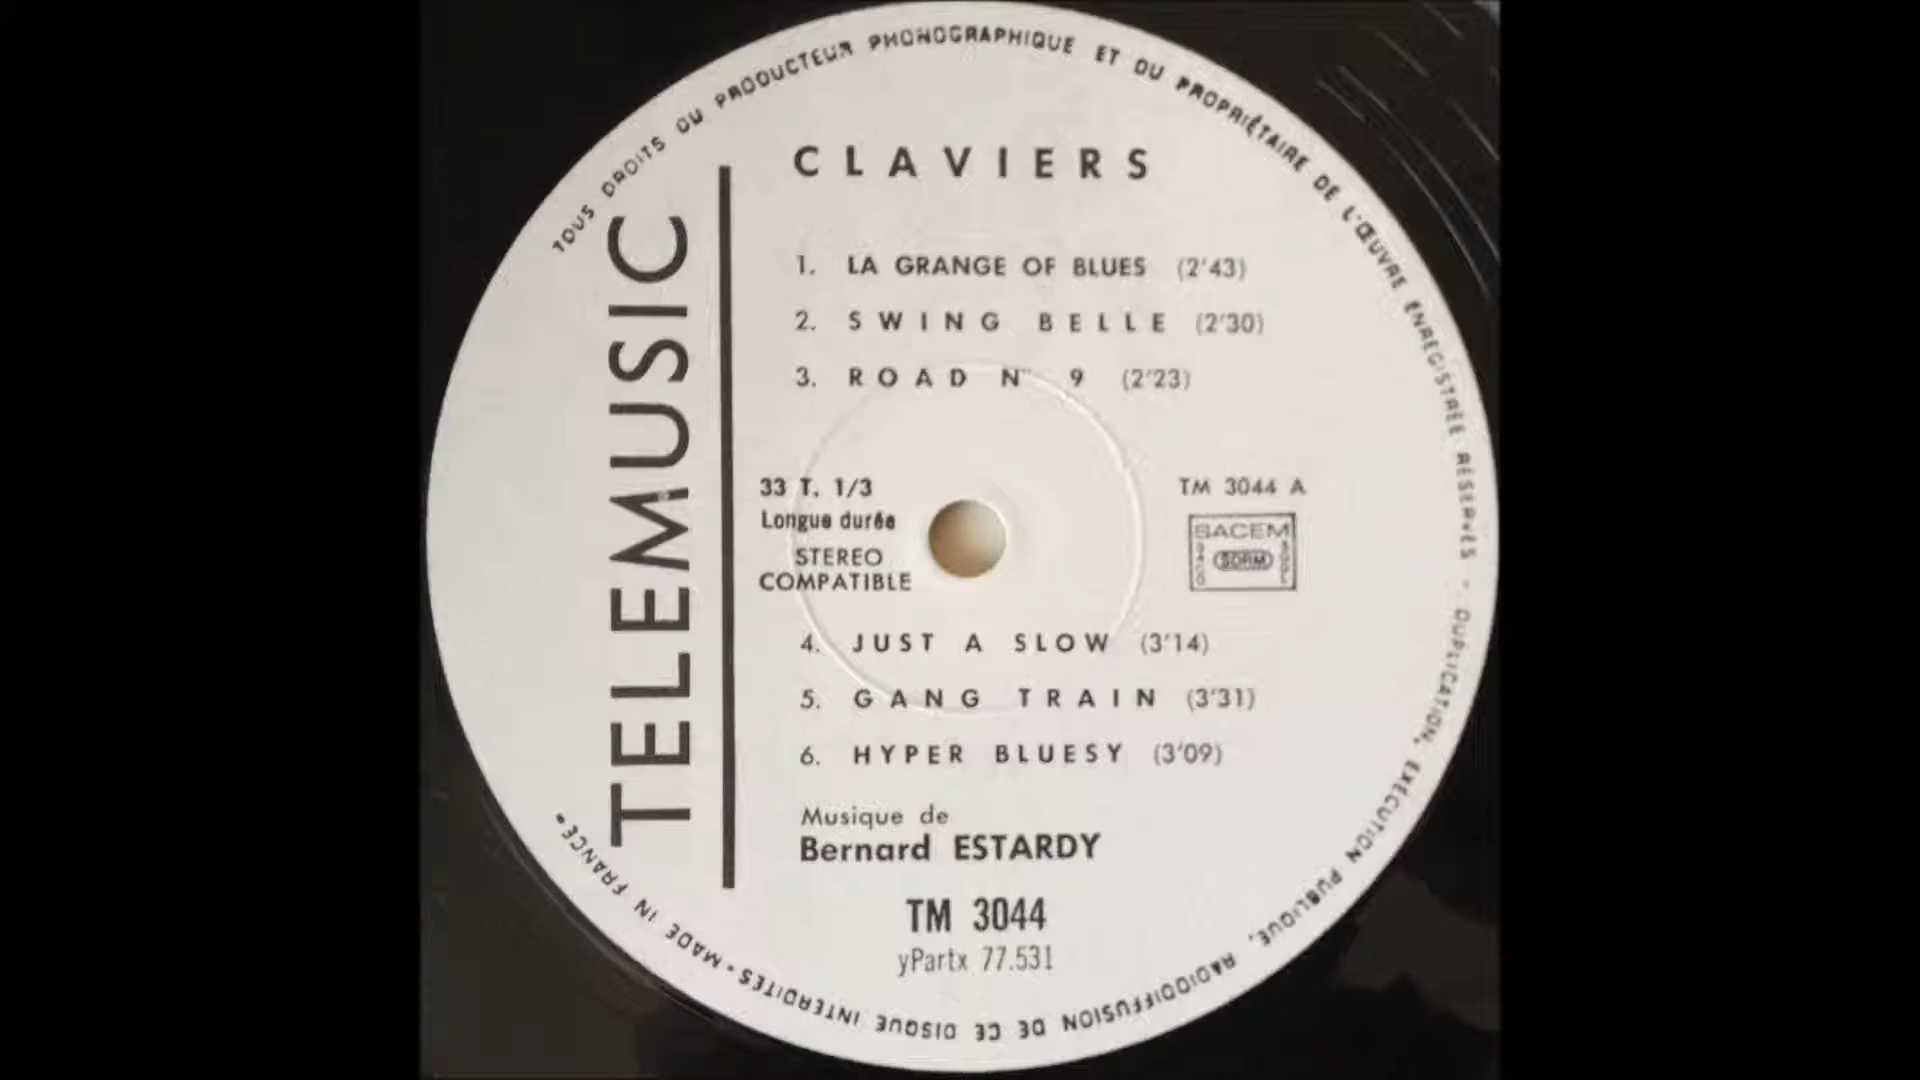 TOUS DROITS DU PRODUCTEUR PHONOGRAPHIQUE ET DU PROPRIÉTAIRE DE L'ŒUVRE ENREGISTRÉE RÉSERVÉS - DUPLICATION, EXÉCUTION PUBLIQUE, RADIODIFFUSION DE CE DISQUE INTERDITES - MADE IN FRANCE -
TELEMUSIC
CLAVIERS
1. LA GRANGE OF BLUES (2'43)
2. SWING BELLE (2'30)
3. ROAD N° 9 (2'23)
33 T. 1/3
Longue durée
STEREO
COMPATIBLE
TM 3044 A
SACEM
SDRM
4. JUST A SLOW (3'14)
5. GANG TRAIN (3'31)
6. HYPER BLUESY (3'09)
Musique de
Bernard ESTARDY
TM 3044
yPartx 77.531